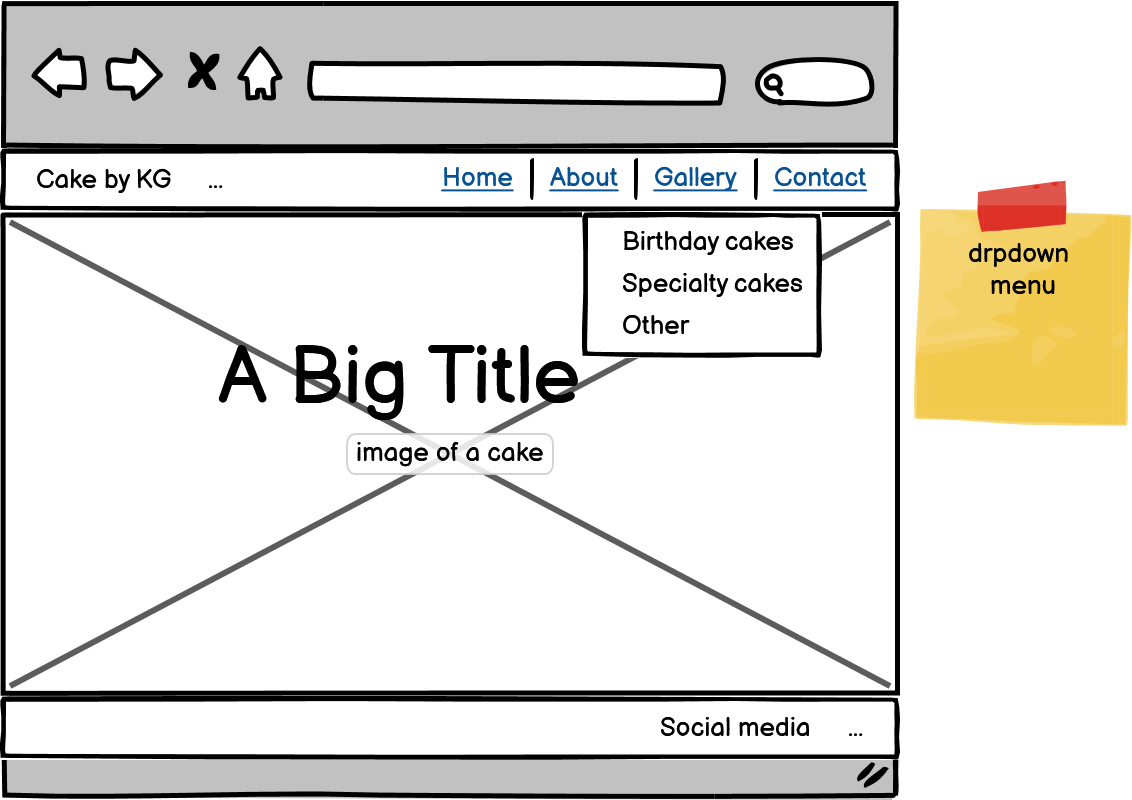 Cake by KG ... Home About Gallery Contact
Birthday cakes
Specialty cakes
Other
A Big Title
image of a cake
Social media ...
drpdown
menu